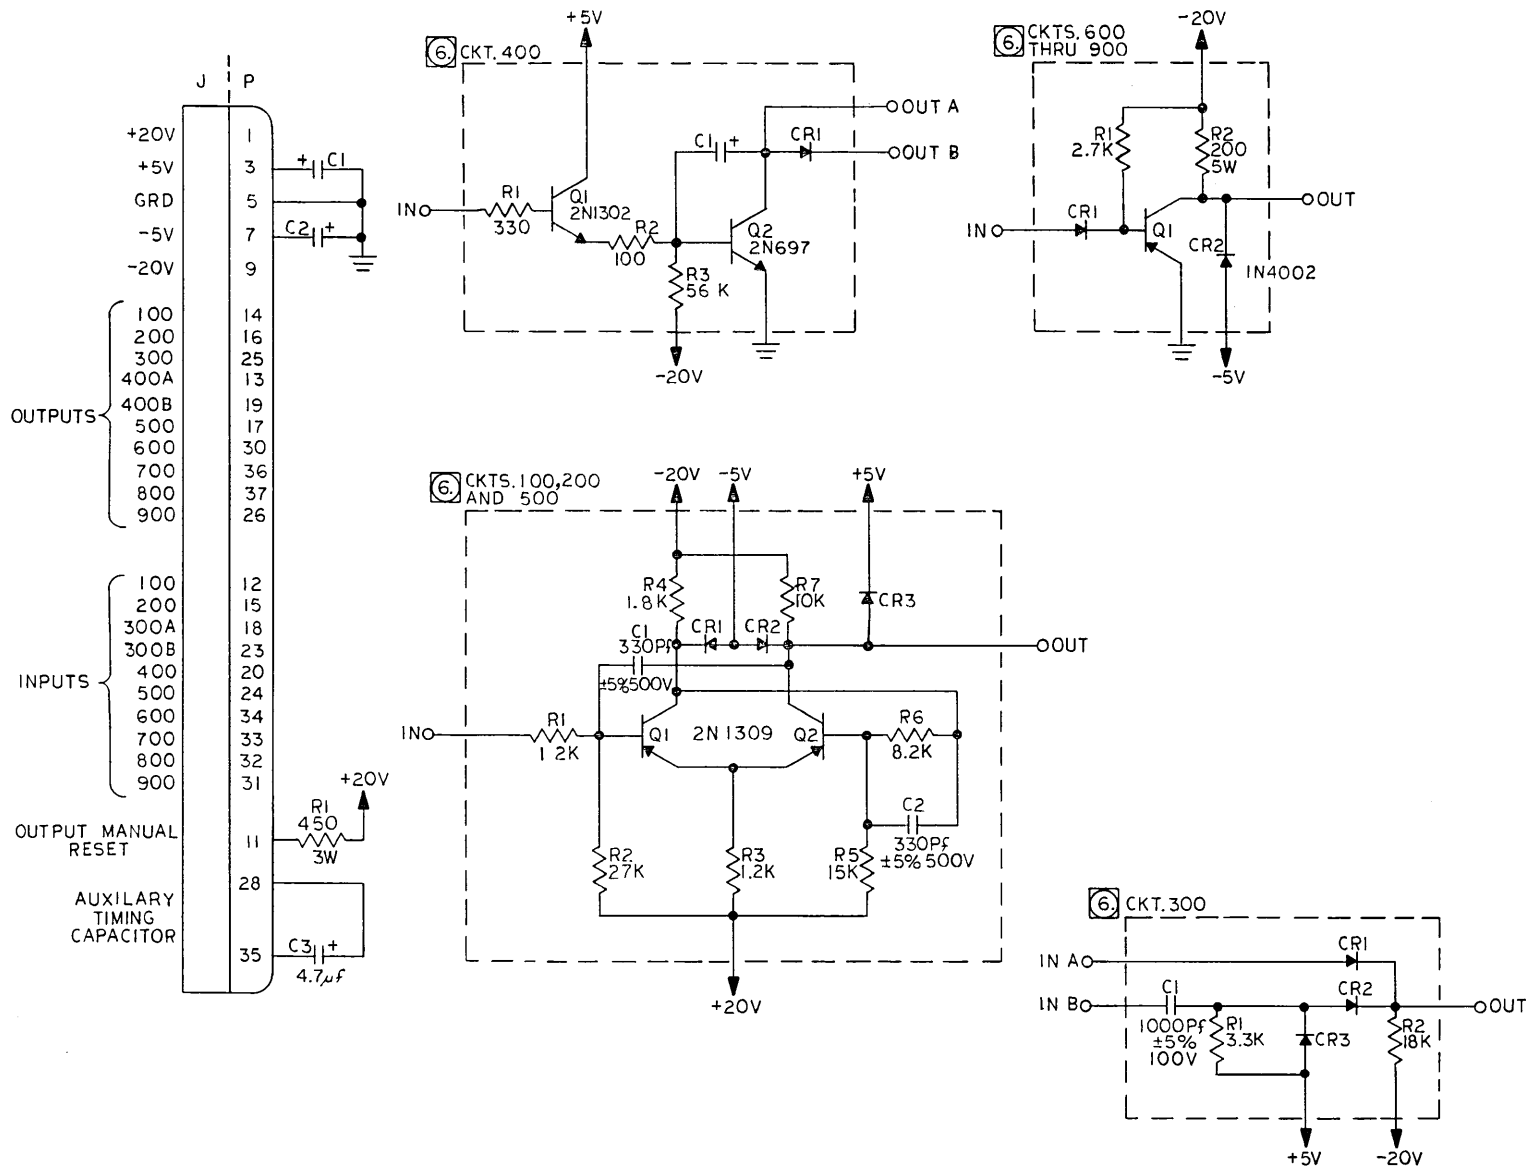 J P
+20V 1
+5V 3 + C1
GRD 5
-5V 7 C2 +
-20V 9
OUTPUTS
100 14
200 16
300 25
400A 13
400B 19
500 17
600 30
700 36
800 37
900 26
INPUTS
100 12
200 15
300A 18
300B 23
400 20
500 24
600 34
700 33
800 32
900 31
OUTPUT MANUAL
RESET
11
R1
450
3W
+20V
AUXILARY
TIMING
CAPACITOR
28
35
C3 +
4.7µf
6. CKT. 400
+5V
IN
R1
330
Q1
2N1302
R2
100
C1 +
CR1
OUT A
OUT B
Q2
2N697
R3
56 K
-20V
6. CKTS. 600
THRU 900
-20V
R1
2.7K
R2
200
5W
IN
CR1
Q1
OUT
CR2
1N4002
-5V
6. CKTS. 100,200
AND 500
-20V -5V +5V
R4
1.8K
R7
10K
CR3
CR1 CR2
C1
330Pf
±5% 500V
OUT
IN
R1
1 2K
Q1 2N1309 Q2
R6
8.2K
C2
330Pf
±5% 500V
R2
27K
R3
1.2K
R5
15K
+20V
6. CKT. 300
IN A
CR1
IN B
C1
1000Pf
±5%
100V
CR2
OUT
R1
3.3K
CR3
R2
18K
+5V -20V